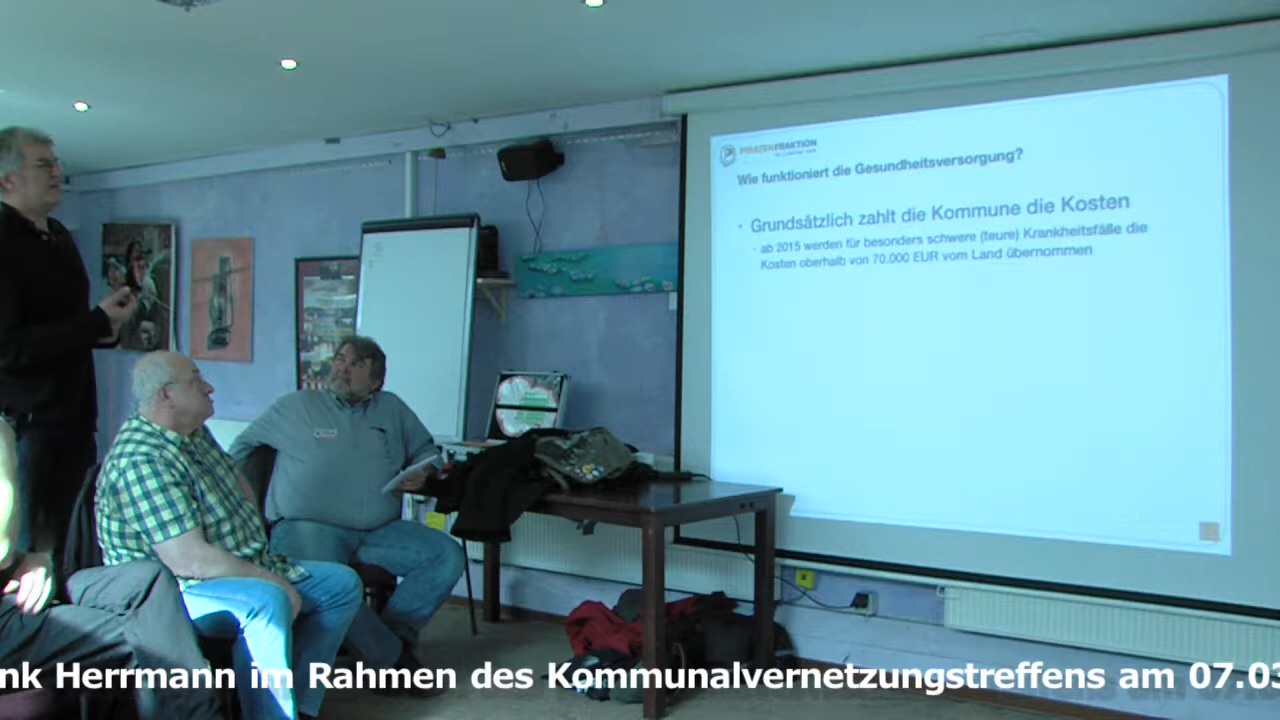 PIRATENFRAKTION
Wie funktioniert die Gesundheitsversorgung?
· Grundsätzlich zahlt die Kommune die Kosten
- ab 2015 werden für besonders schwere (teure) Krankheitsfälle die
Kosten oberhalb von 70.000 EUR vom Land übernommen
nk Herrmann im Rahmen des Kommunalvernetzungstreffens am 07.03